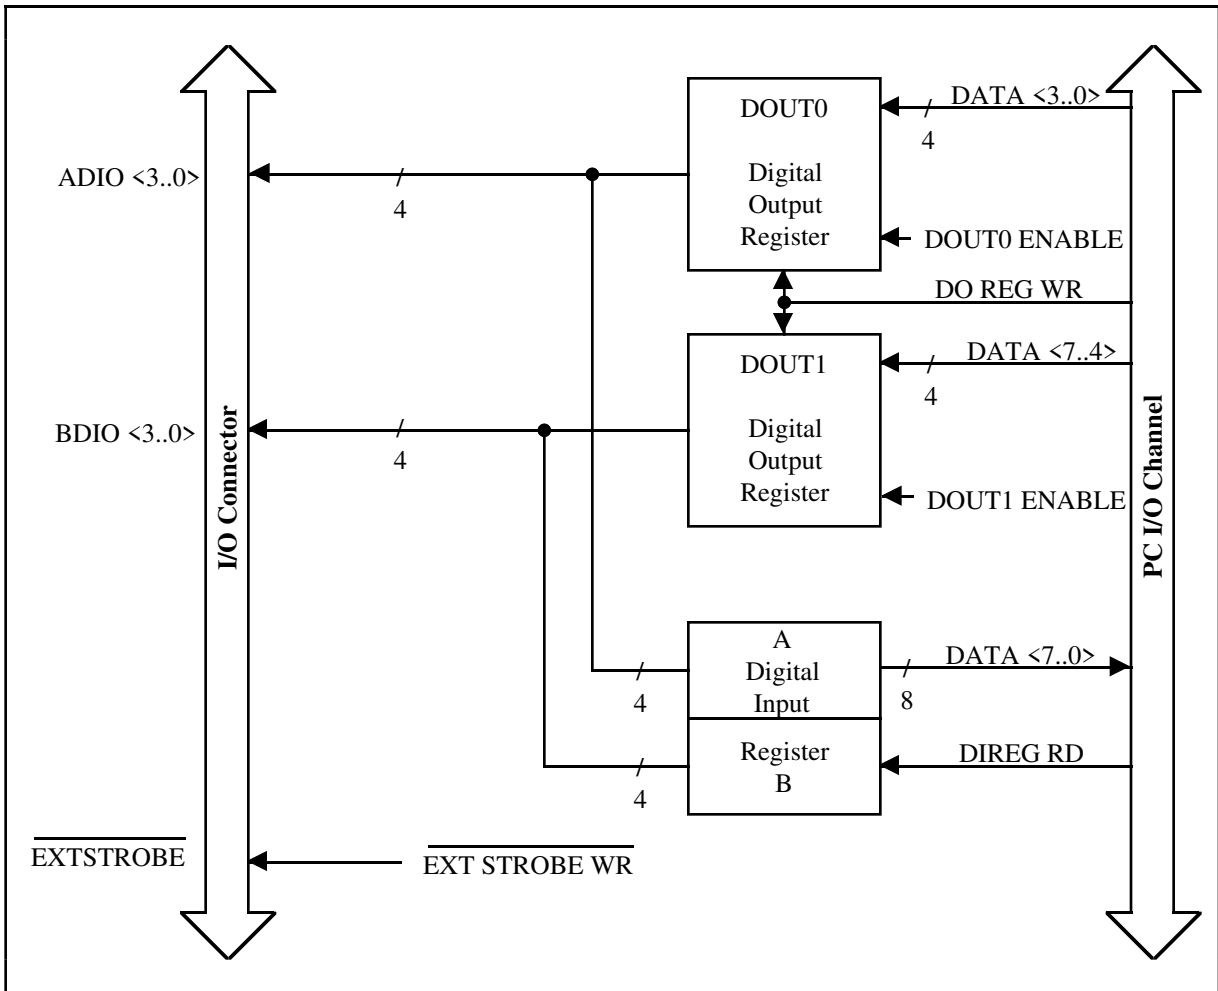 DOUT0
Digital
Output
Register
DATA <3..0>
/
4
DOUT0 ENABLE
ADIO <3..0>
/
4
DO REG WR
DOUT1
Digital
Output
Register
DATA <7..4>
/
4
DOUT1 ENABLE
BDIO <3..0>
/
4
I/O Connector
PC I/O Channel
A
Digital
Input
Register
B
/
4
/
4
DATA <7..0>
/
8
DIREG RD
EXTSTROBE
EXT STROBE WR